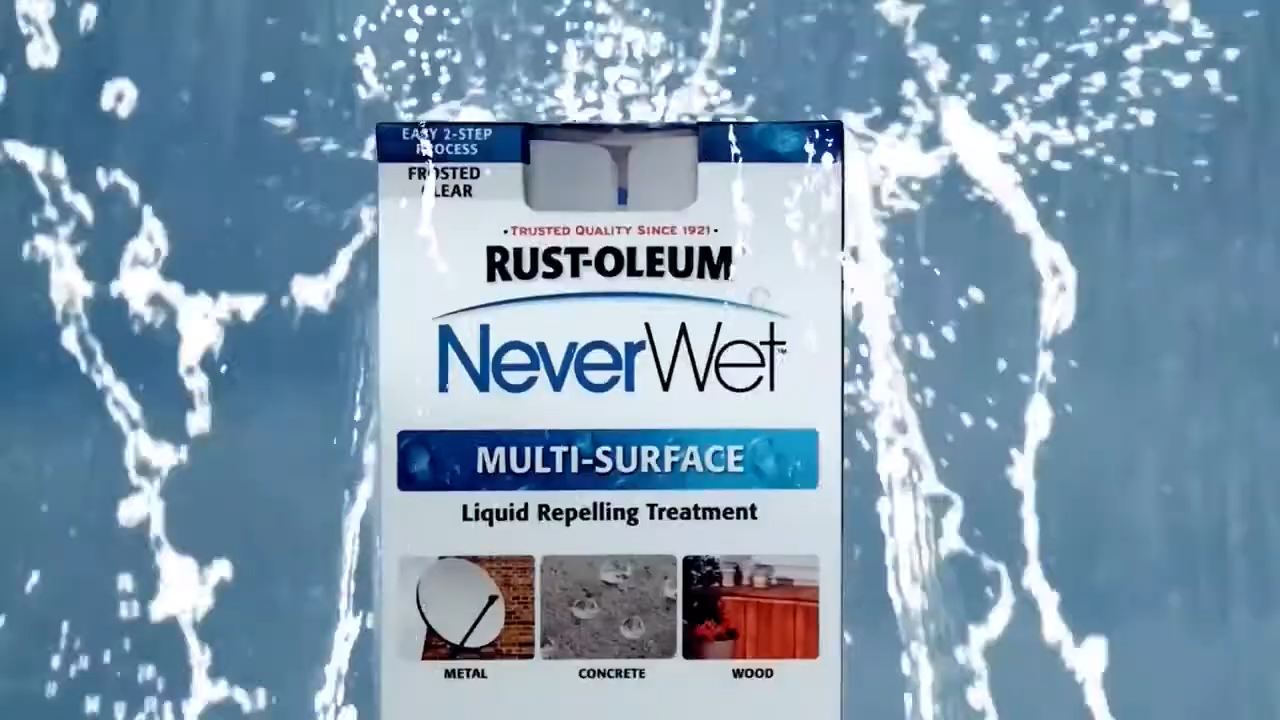 EASY 2-STEP
PROCESS
FROSTED
CLEAR
•TRUSTED QUALITY SINCE 1921•
RUST-OLEUM
NeverWet™
MULTI-SURFACE
Liquid Repelling Treatment
METAL
CONCRETE
WOOD